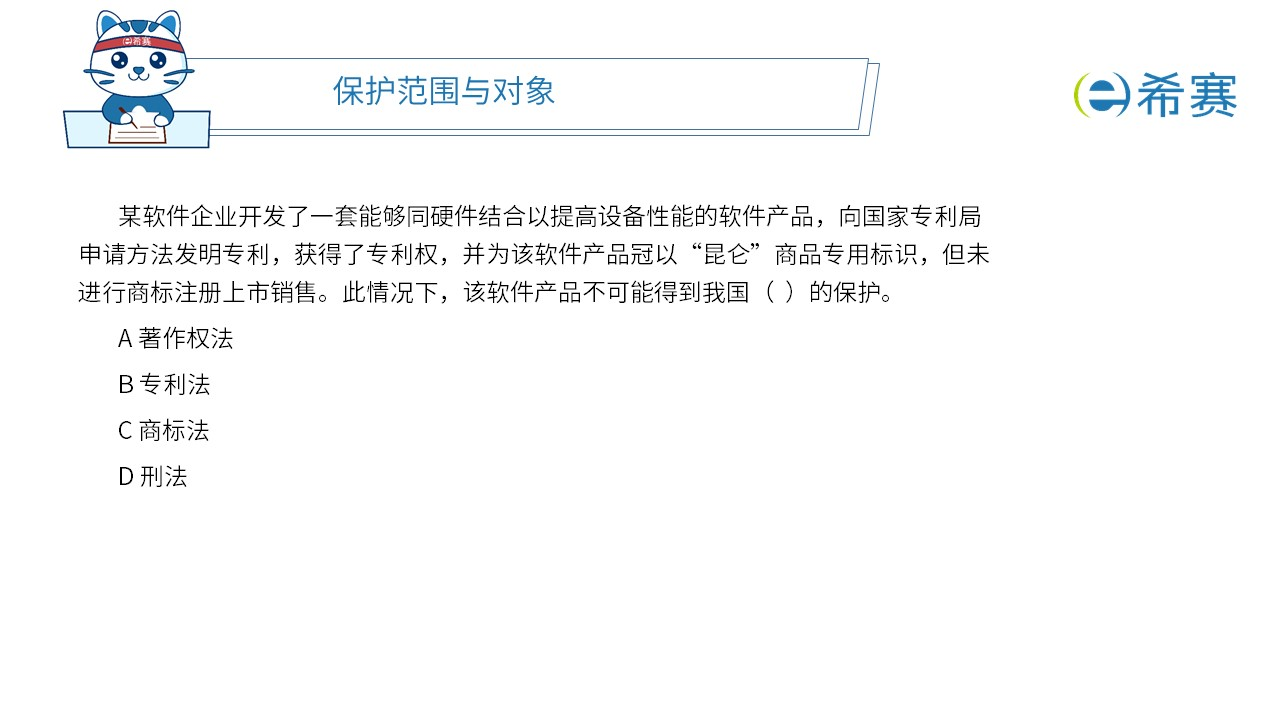 希赛
保护范围与对象
希赛
某软件企业开发了一套能够同硬件结合以提高设备性能的软件产品，向国家专利局
申请方法发明专利，获得了专利权，并为该软件产品冠以“昆仑”商品专用标识，但未
进行商标注册上市销售。此情况下，该软件产品不可能得到我国（ ）的保护。
A 著作权法
B 专利法
C 商标法
D 刑法